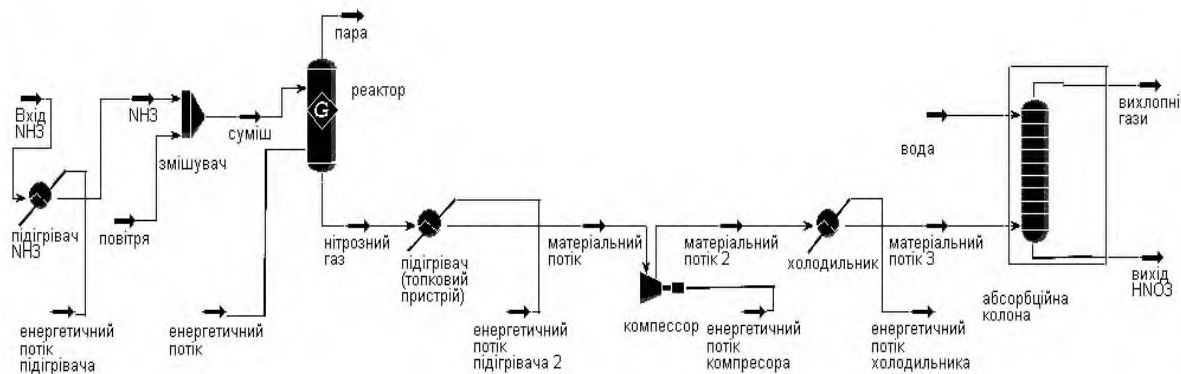 пара
реактор
G
Вхід
NH3
NH3
суміш
змішувач
підігрівач
NH3
повітря
енергетичний
потік
підігрівача
енергетичний
потік
нітрозний
газ
підігрівач
(топковий
пристрій)
енергетичний
потік
підігрівача 2
матеріальний
потік
компессор
матеріальний
потік 2
енергетичний
потік
компресора
холодильник
енергетичний
потік
холодильника
матеріальний
потік 3
вода
вихлопні
гази
вихід
HNO3
абсорбційна
колона